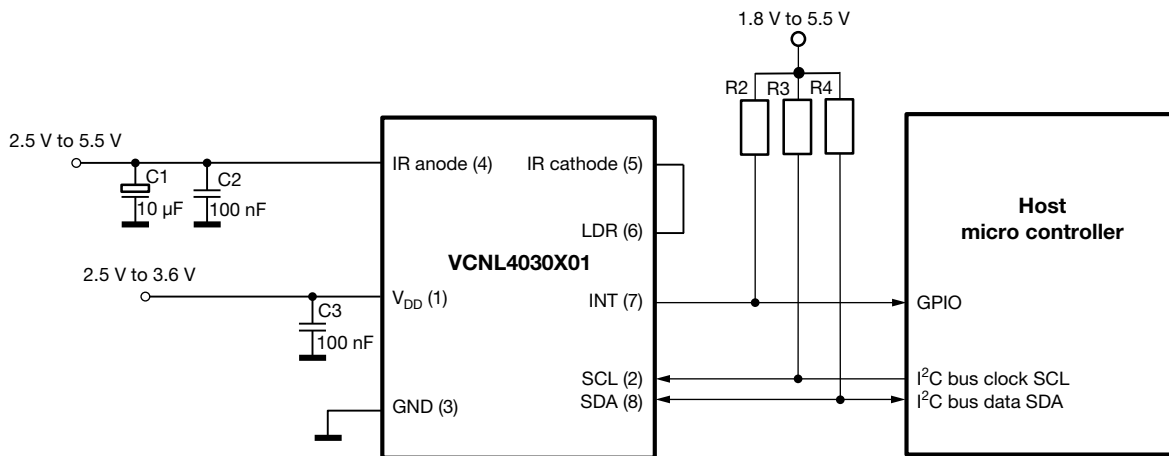 1.8 V to 5.5 V
R2 R3 R4
2.5 V to 5.5 V
C1
10 µF
C2
100 nF
IR anode (4)
IR cathode (5)
LDR (6)
VCNL4030X01
Host
micro controller
2.5 V to 3.6 V
C3
100 nF
VDD (1)
INT (7)
GPIO
SCL (2)
I²C bus clock SCL
GND (3)
SDA (8)
I²C bus data SDA